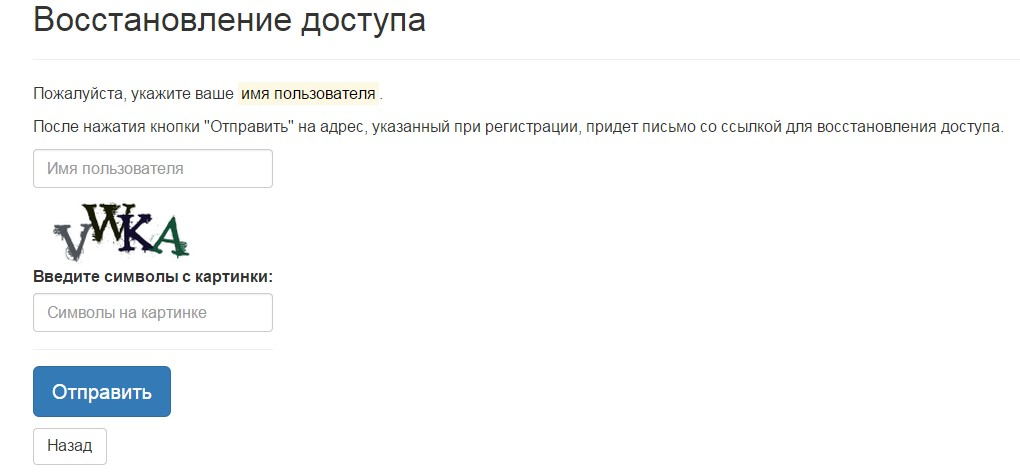 Восстановление доступа
Пожалуйста, укажите ваше имя пользователя.
После нажатия кнопки "Отправить" на адрес, указанный при регистрации, придет письмо со ссылкой для восстановления доступа.
Имя пользователя
VWKA
Введите символы с картинки:
Символы на картинке
Отправить
Назад